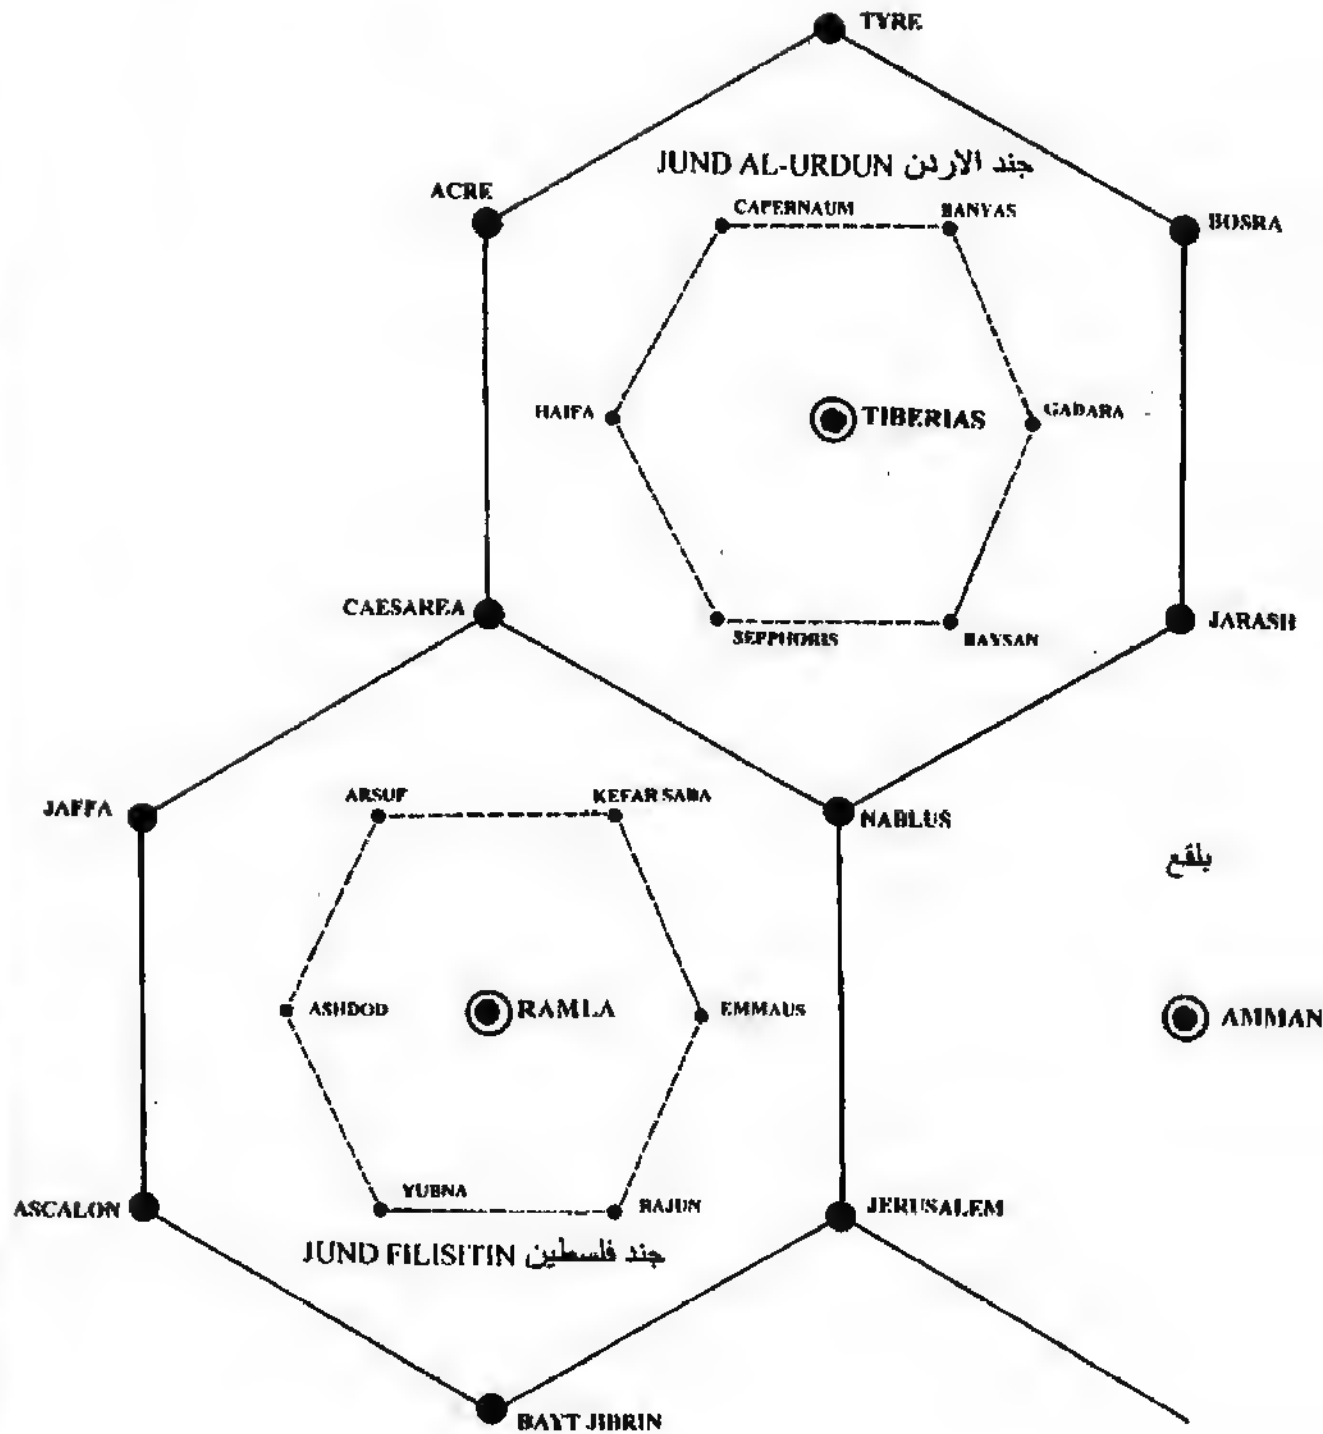 TYRE
JUND AL-URDUN جند الاردن
ACRE
CAPERNAUM
BANYAS
BOSRA
HAIFA
TIBERIAS
GADARA
CAESAREA
SEPPHORIS
BAYSAN
JARASH
JAFFA
ARSUF
KEFAR SABA
NABLUS
بلقع
ASHDOD
RAMLA
EMMAUS
AMMAN
ASCALON
YUBNA
BAJUN
JERUSALEM
JUND FILISITIN جند فلسطين
BAYT JIBRIN